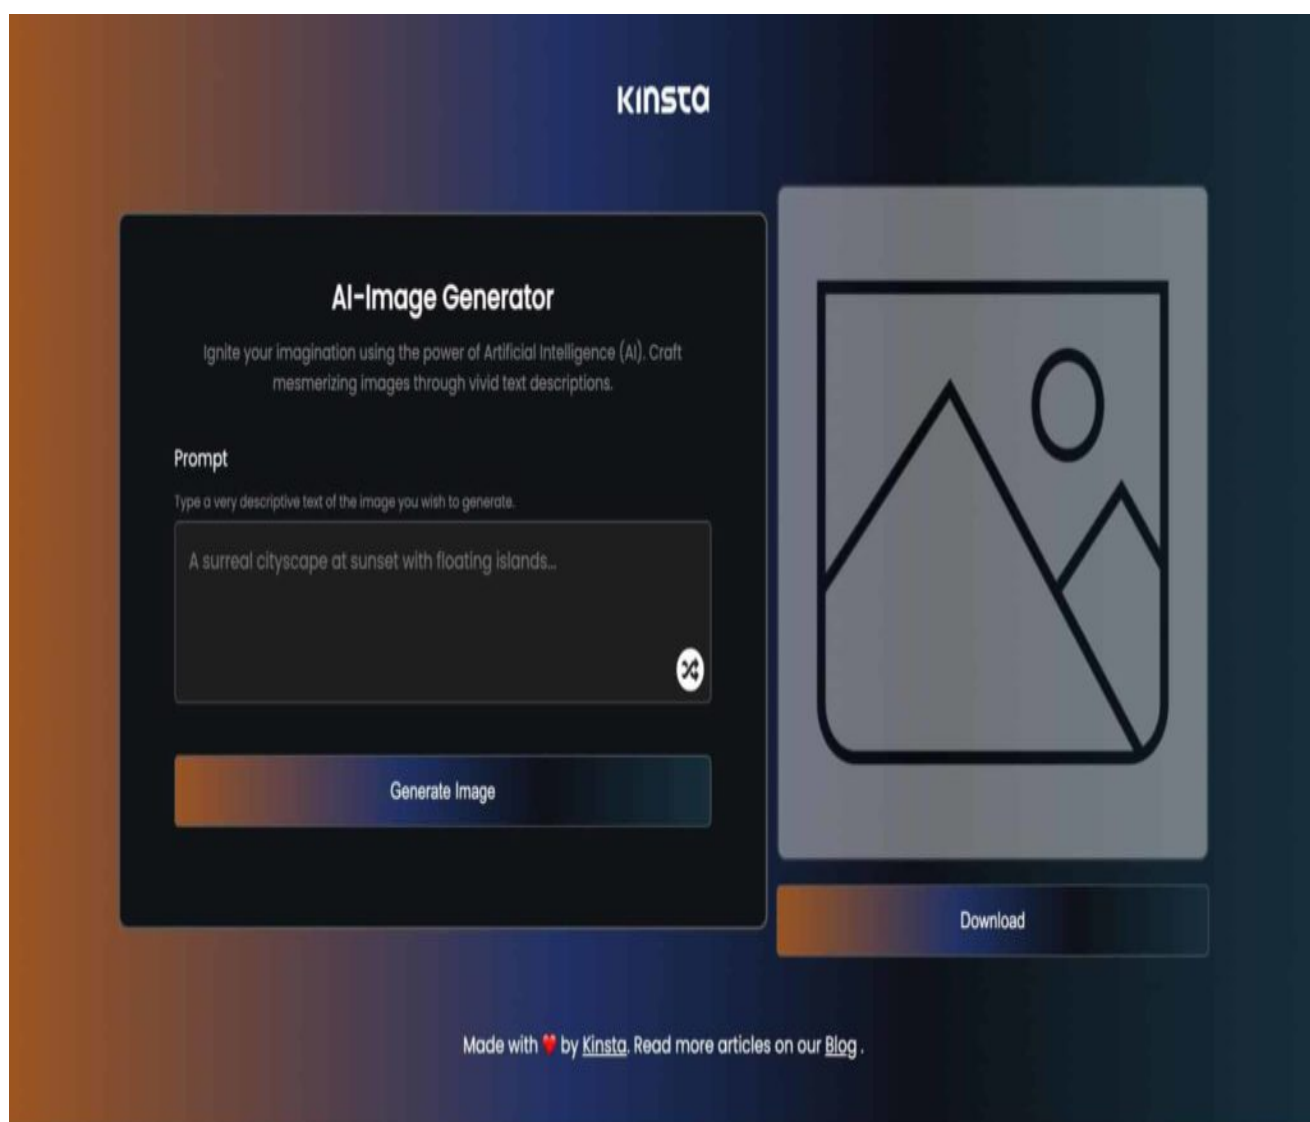 KINSTA
AI-Image Generator
Ignite your imagination using the power of Artificial Intelligence (AI). Craft
mesmerizing images through vivid text descriptions.
Prompt
Type a very descriptive text of the image you wish to generate.
A surreal cityscape at sunset with floating islands...
Generate Image
Download
Made with ❤️ by Kinsta. Read more articles on our Blog .